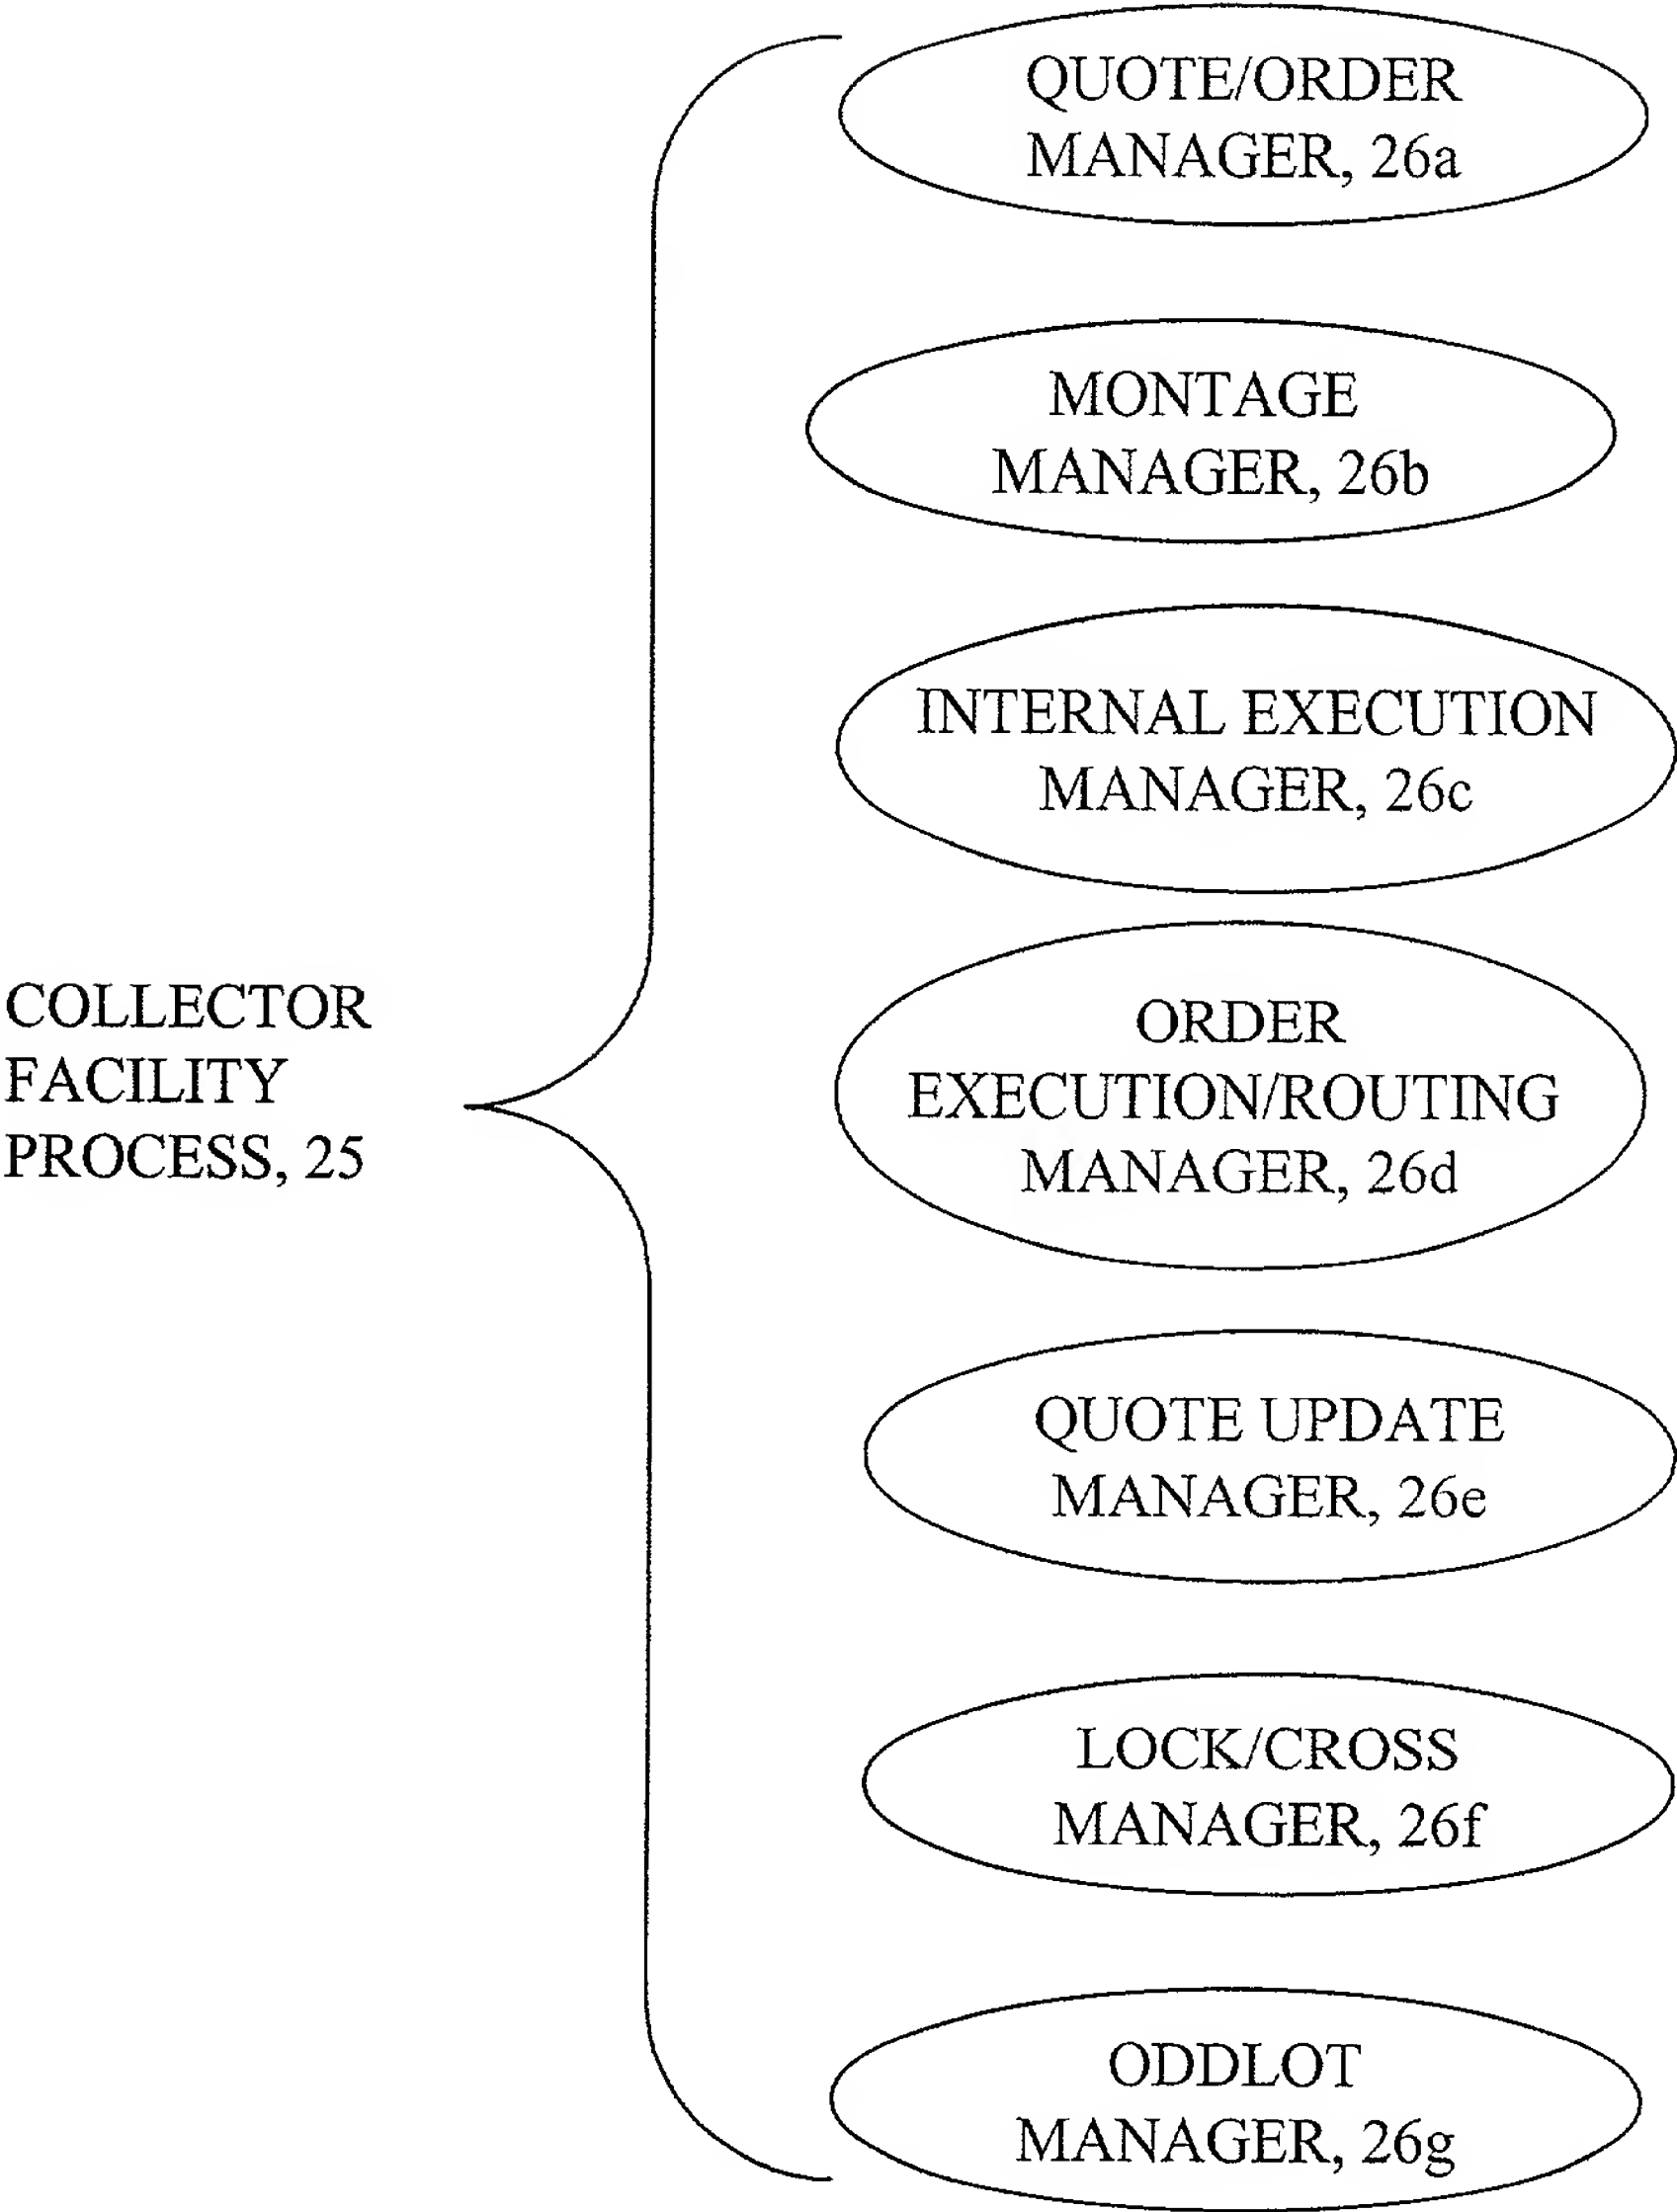 QUOTE/ORDER
MANAGER, 26a
MONTAGE
MANAGER, 26b
INTERNAL EXECUTION
MANAGER, 26c
COLLECTOR
FACILITY
PROCESS, 25
ORDER
EXECUTION/ROUTING
MANAGER, 26d
QUOTE UPDATE
MANAGER, 26e
LOCK/CROSS
MANAGER, 26f
ODDLOT
MANAGER, 26g